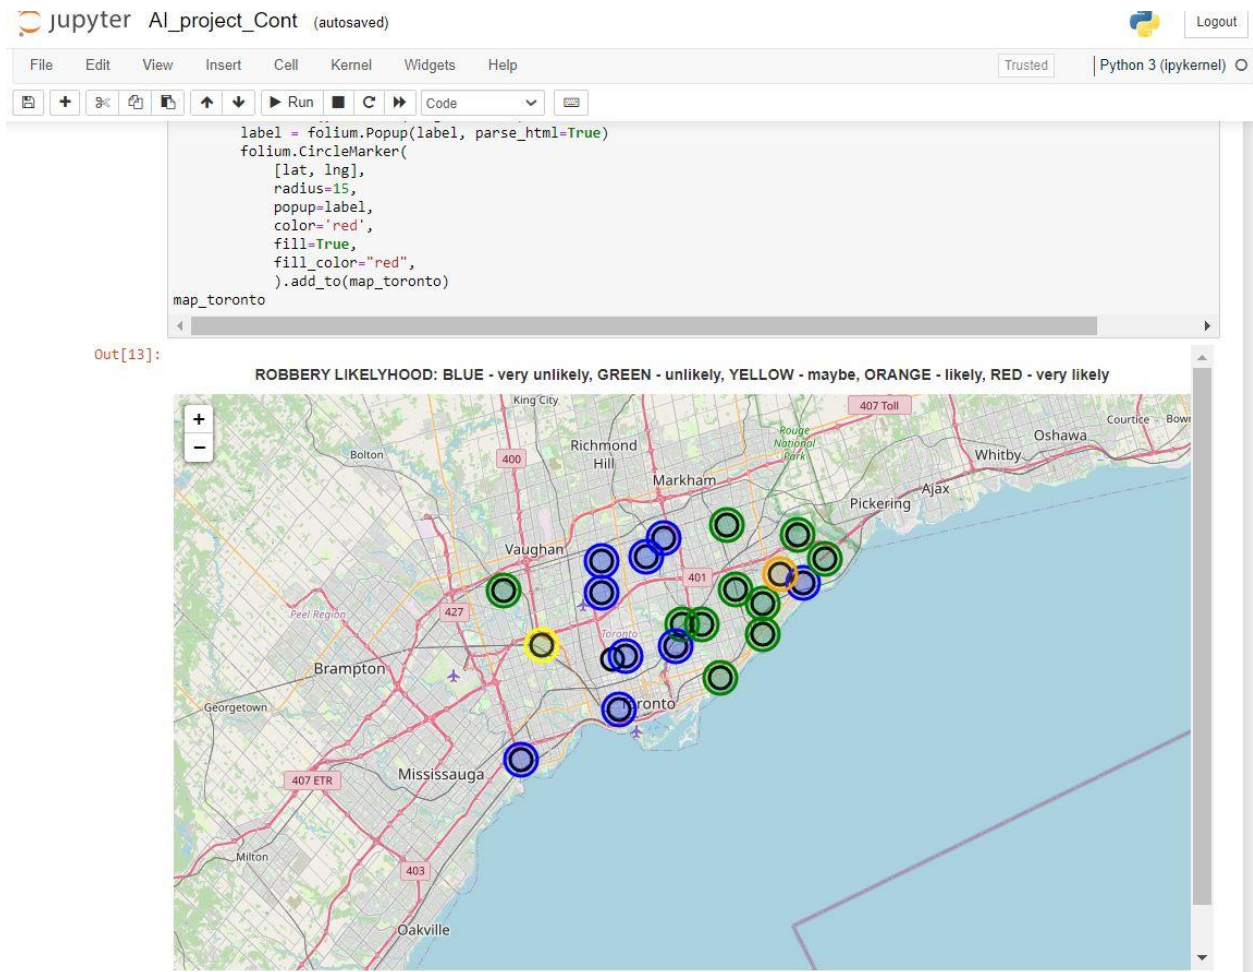 jupyter AI_project_Cont (autosaved)
Logout
File Edit View Insert Cell Kernel Widgets Help
Trusted
Python 3 (ipykernel)
Run
Code
label = folium.Popup(label, parse_html=True)
folium.CircleMarker(
[lat, lng],
radius=15,
popup=label,
color='red',
fill=True,
fill_color="red",
).add_to(map_toronto)
map_toronto
Out[13]:
ROBBERY LIKELYHOOD: BLUE - very unlikely, GREEN - unlikely, YELLOW - maybe, ORANGE - likely, RED - very likely
+
−
King City
407 Toll
Courtice
Rouge
National
Park
Oshawa
Richmond
Hill
Bolton
400
Whitby
Markham
Ajax
Pickering
Vaughan
401
Peel Region
427
Toronto
Brampton
Georgetown
Toronto
Mississauga
407 ETR
Milton
403
Oakville